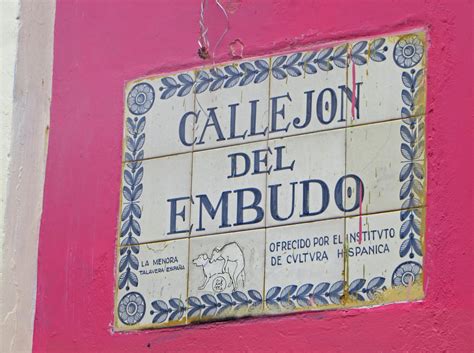 CALLEJON
DEL
EMBUDO
LA MENORA
TALAVERA ESPAÑA
OFRECIDO POR EL INSTITVTO
DE CVLTVRA HISPANICA